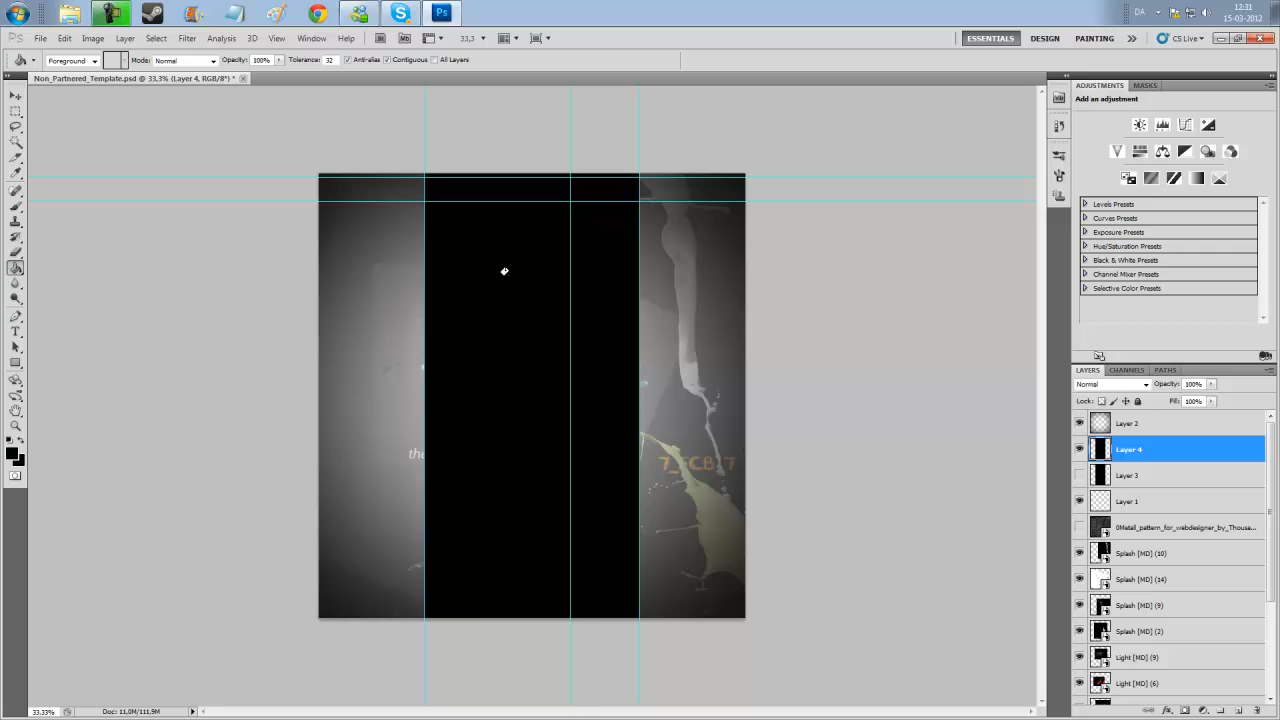 DA
12:31
15-03-2012
Ps
File Edit Image Layer Select Filter Analysis 3D View Window Help
33,3
ESSENTIALS DESIGN PAINTING
CS Live
Foreground Mode: Normal Opacity: 100% Tolerance: 32 Anti-alias Contiguous All Layers
Non_Partnered_Template.psd @ 33,3% (Layer 4, RGB/8*) *
ADJUSTMENTS MASKS
Add an adjustment
Levels Presets
Curves Presets
Exposure Presets
Hue/Saturation Presets
Black & White Presets
Channel Mixer Presets
Selective Color Presets
LAYERS CHANNELS PATHS
Normal Opacity: 100%
Lock: Fill: 100%
Layer 2
Layer 4
Layer 3
Layer 1
0Metall_pattern_for_webdesigner_by_Thousa...
Splash [MD] (10)
Splash [MD] (14)
Splash [MD] (9)
Splash [MD] (2)
Light [MD] (9)
Light [MD] (6)
the
33.33% Doc: 11,0M/111,9M